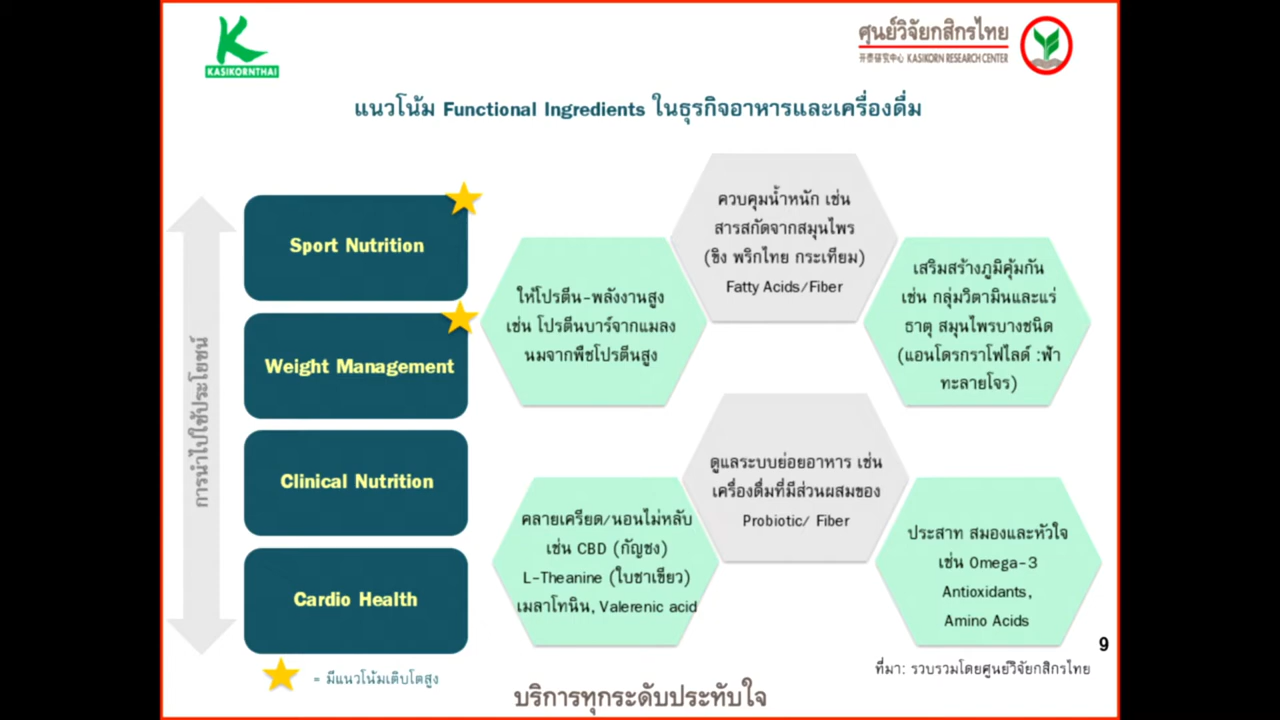 KASIKORNTHAI
ศูนย์วิจัยกสิกรไทย
开泰研究中心 KASIKORN RESEARCH CENTER
แนวโน้ม Functional Ingredients ในธุรกิจอาหารและเครื่องดื่ม
การนำไปใช้ประโยชน์
Sport Nutrition
Weight Management
Clinical Nutrition
Cardio Health
ให้โปรตีน-พลังงานสูง
เช่น โปรตีนบาร์จากแมลง
นมจากพืชโปรตีนสูง
ควบคุมน้ำหนัก เช่น
สารสกัดจากสมุนไพร
(ขิง พริกไทย กระเทียม)
Fatty Acids/Fiber
เสริมสร้างภูมิคุ้มกัน
เช่น กลุ่มวิตามินและแร่
ธาตุ สมุนไพรบางชนิด
(แอนโดรกราโฟไลด์ :ฟ้า
ทะลายโจร)
คลายเครียด/นอนไม่หลับ
เช่น CBD (กัญชง)
L-Theanine (ใบชาเขียว)
เมลาโทนิน, Valerenic acid
ดูแลระบบย่อยอาหาร เช่น
เครื่องดื่มที่มีส่วนผสมของ
Probiotic/ Fiber
ประสาท สมองและหัวใจ
เช่น Omega-3
Antioxidants,
Amino Acids
9
= มีแนวโน้มเติบโตสูง
ที่มา: รวบรวมโดยศูนย์วิจัยกสิกรไทย
บริการทุกระดับประทับใจ